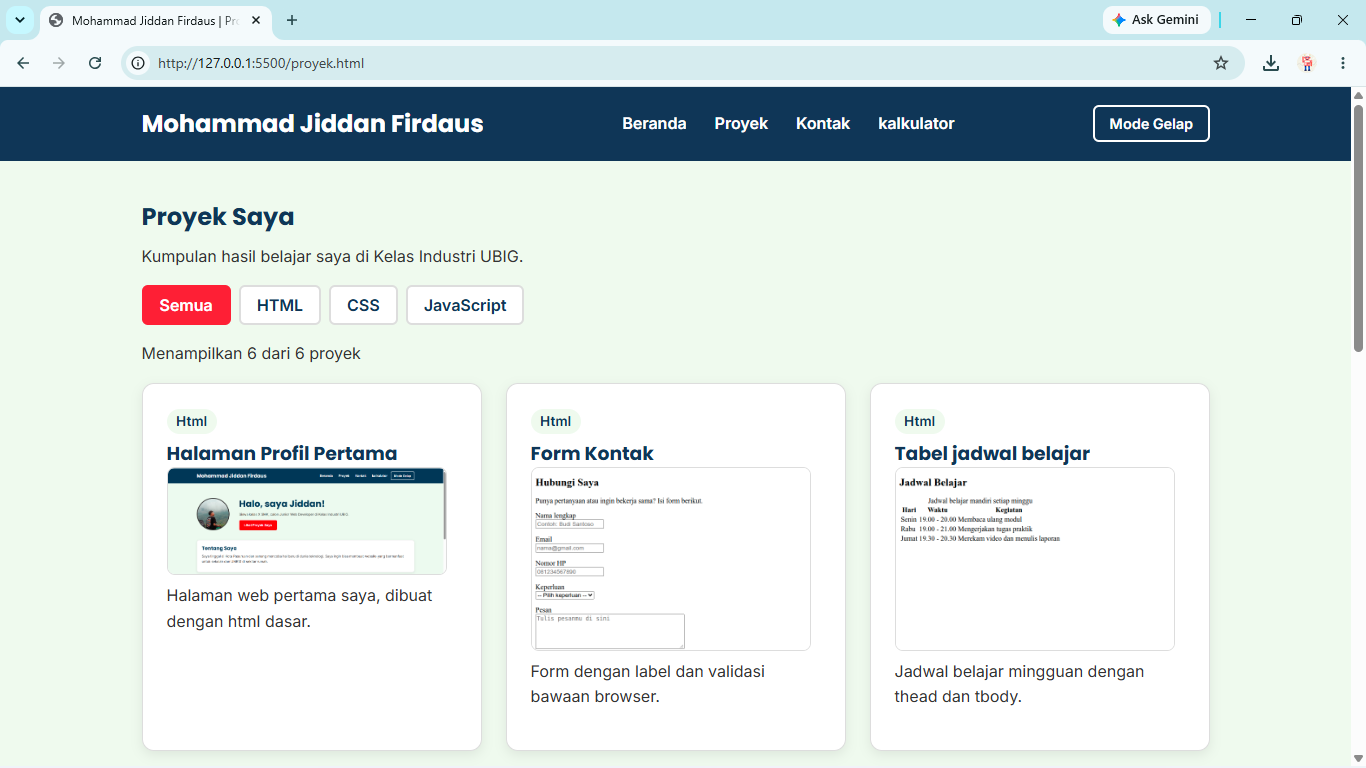 Mohammad Jiddan Firdaus | Pr
Ask Gemini
http://127.0.0.1:5500/proyek.html
Mohammad Jiddan Firdaus
Beranda Proyek Kontak kalkulator
Mode Gelap
Proyek Saya
Kumpulan hasil belajar saya di Kelas Industri UBIG.
Semua HTML CSS JavaScript
Menampilkan 6 dari 6 proyek
Html
Halaman Profil Pertama
Mohammad Jiddan Firdaus
Halo, saya Jiddan!
Tentang Saya
Halaman web pertama saya, dibuat
dengan html dasar.
Html
Form Kontak
Hubungi Saya
Punya pertanyaan atau ingin bekerja sama? Isi form berikut.
Nama lengkap
Contoh: Budi Santoso
Email
nama@gmail.com
Nomor HP
081234567890
Keperluan
-- Pilih keperluan --
Pesan
Tulis pesanmu di sini
Form dengan label dan validasi
bawaan browser.
Html
Tabel jadwal belajar
Jadwal Belajar
Jadwal belajar mandiri setiap minggu
Hari Waktu Kegiatan
Senin 19.00 - 20.00 Membaca ulang modul
Rabu 19.00 - 21.00 Mengerjakan tugas praktik
Jumat 19.30 - 20.30 Merekam video dan menulis laporan
Jadwal belajar mingguan dengan
thead dan tbody.